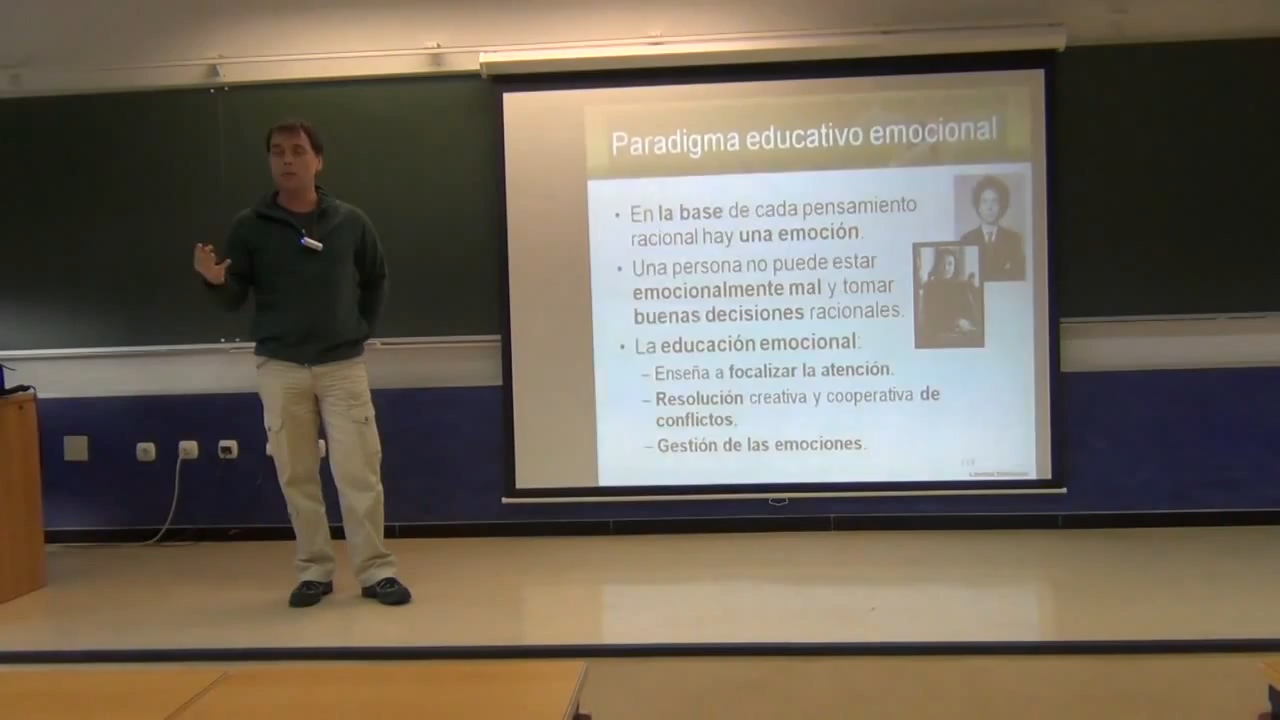 Paradigma educativo emocional
• En la base de cada pensamiento
racional hay una emoción.
• Una persona no puede estar
emocionalmente mal y tomar
buenas decisiones racionales.
• La educación emocional:
– Enseña a focalizar la atención.
– Resolución creativa y cooperativa de
conflictos.
– Gestión de las emociones.